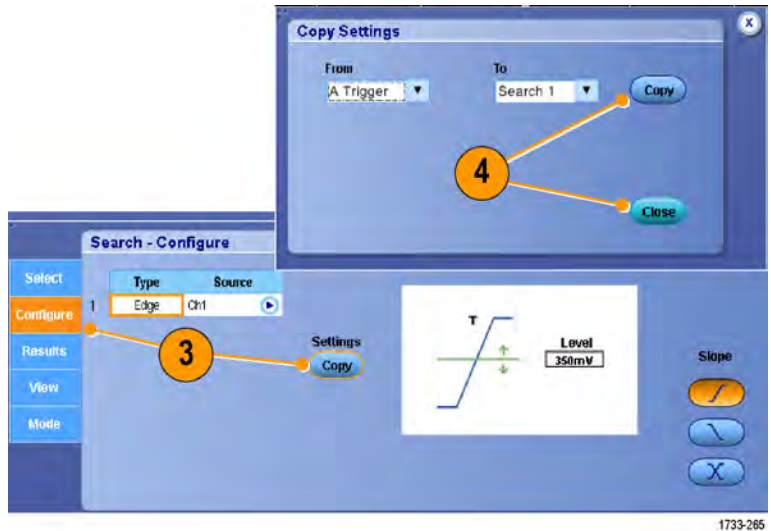 Copy Settings
X
From To
A Trigger Search 1 Copy
4
Close
Search - Configure
Select
Type Source
1 Edge Ch1
Configure
Results
View
Mode
3
Settings
Copy
T
Level
350mV
Slope
1733-265